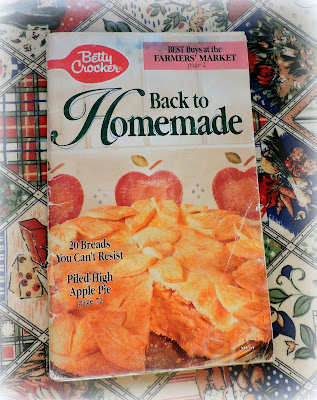 Betty
Crocker
BEST Buys at the
FARMERS' MARKET
page 2
Back to
Homemade
20 Breads
You Can't Resist
Piled-High
Apple Pie